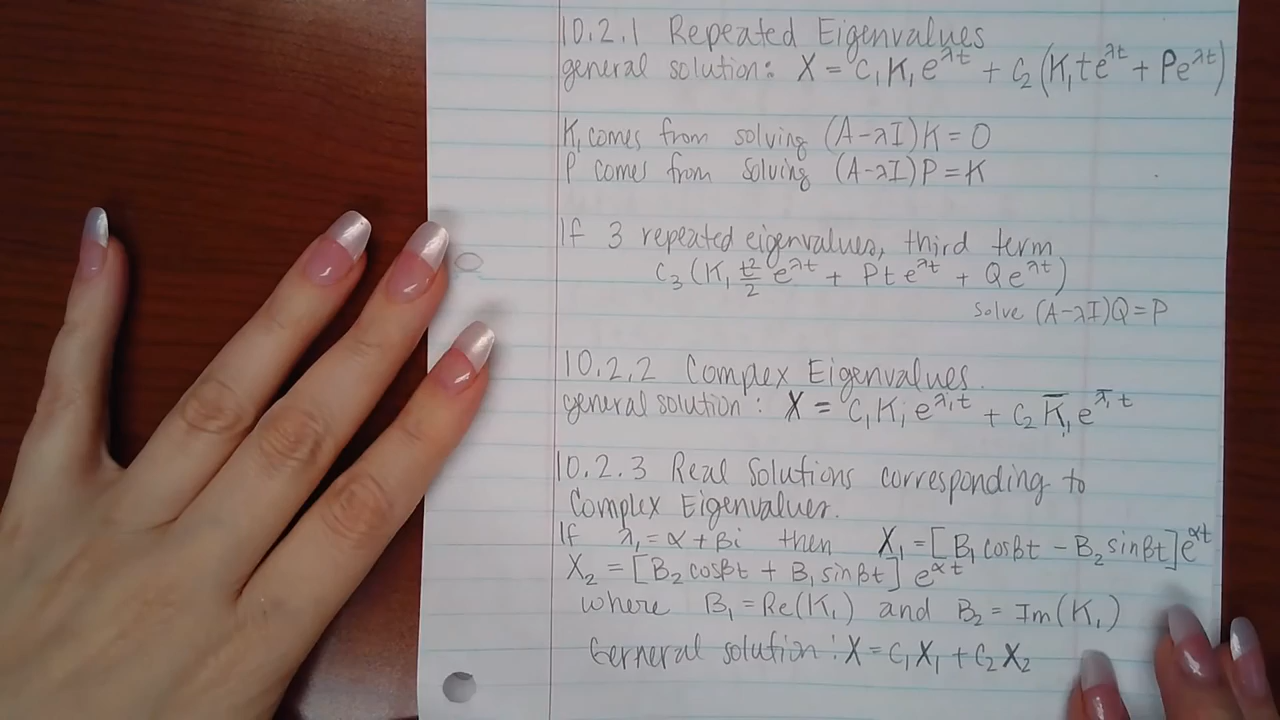 10.2.1 Repeated Eigenvalues
general solution: X = c₁K₁e^λt + c₂(K₁te^λt + Pe^λt)
K₁ comes from solving (A-λI)K = 0
P comes from solving (A-λI)P = K
If 3 repeated eigenvalues, third term
c₃(K₁ t²/2 e^λt + Pte^λt + Qe^λt)
solve (A-λI)Q = P
10.2.2 Complex Eigenvalues.
general solution: X = c₁K₁e^λ₁t + c₂K̄₁e^λ̄₁t
10.2.3 Real Solutions corresponding to
Complex Eigenvalues.
If λ₁ = α + βi then X₁ = [B₁cosβt - B₂sinβt]e^αt
X₂ = [B₂cosβt + B₁sinβt] e^αt
where B₁ = Re(K₁) and B₂ = Im(K₁)
Gerneral solution: X = c₁X₁ + c₂X₂